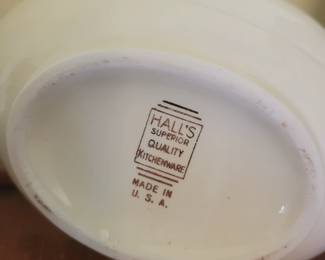 HALL'S
SUPERIOR
QUALITY
KITCHENWARE
MADE IN
U. S. A.